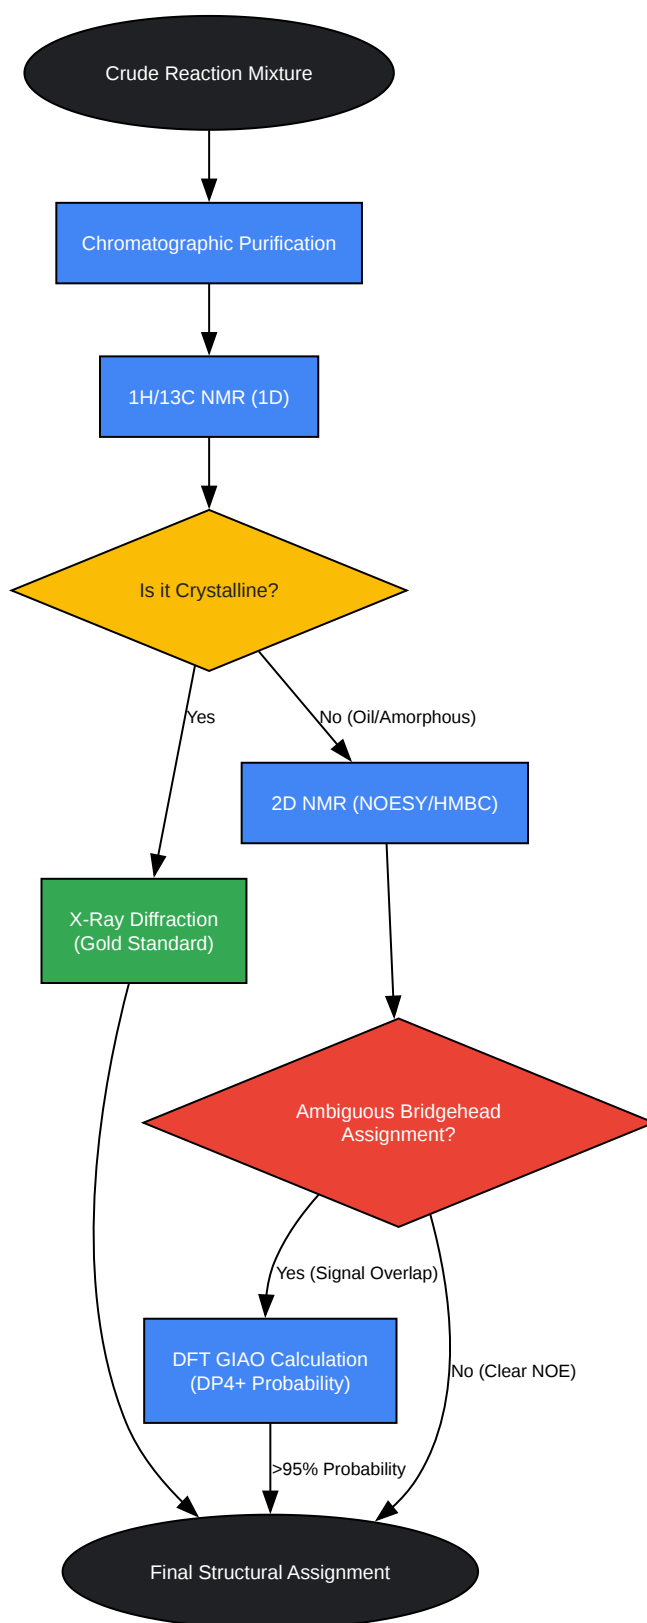 Crude Reaction Mixture
Chromatographic Purification
1H/13C NMR (1D)
Is it Crystalline?
Yes
No (Oil/Amorphous)
2D NMR (NOESY/HMBC)
X-Ray Diffraction
(Gold Standard)
Ambiguous Bridgehead
Assignment?
Yes (Signal Overlap)
DFT GIAO Calculation
(DP4+ Probability)
No (Clear NOE)
>95% Probability
Final Structural Assignment